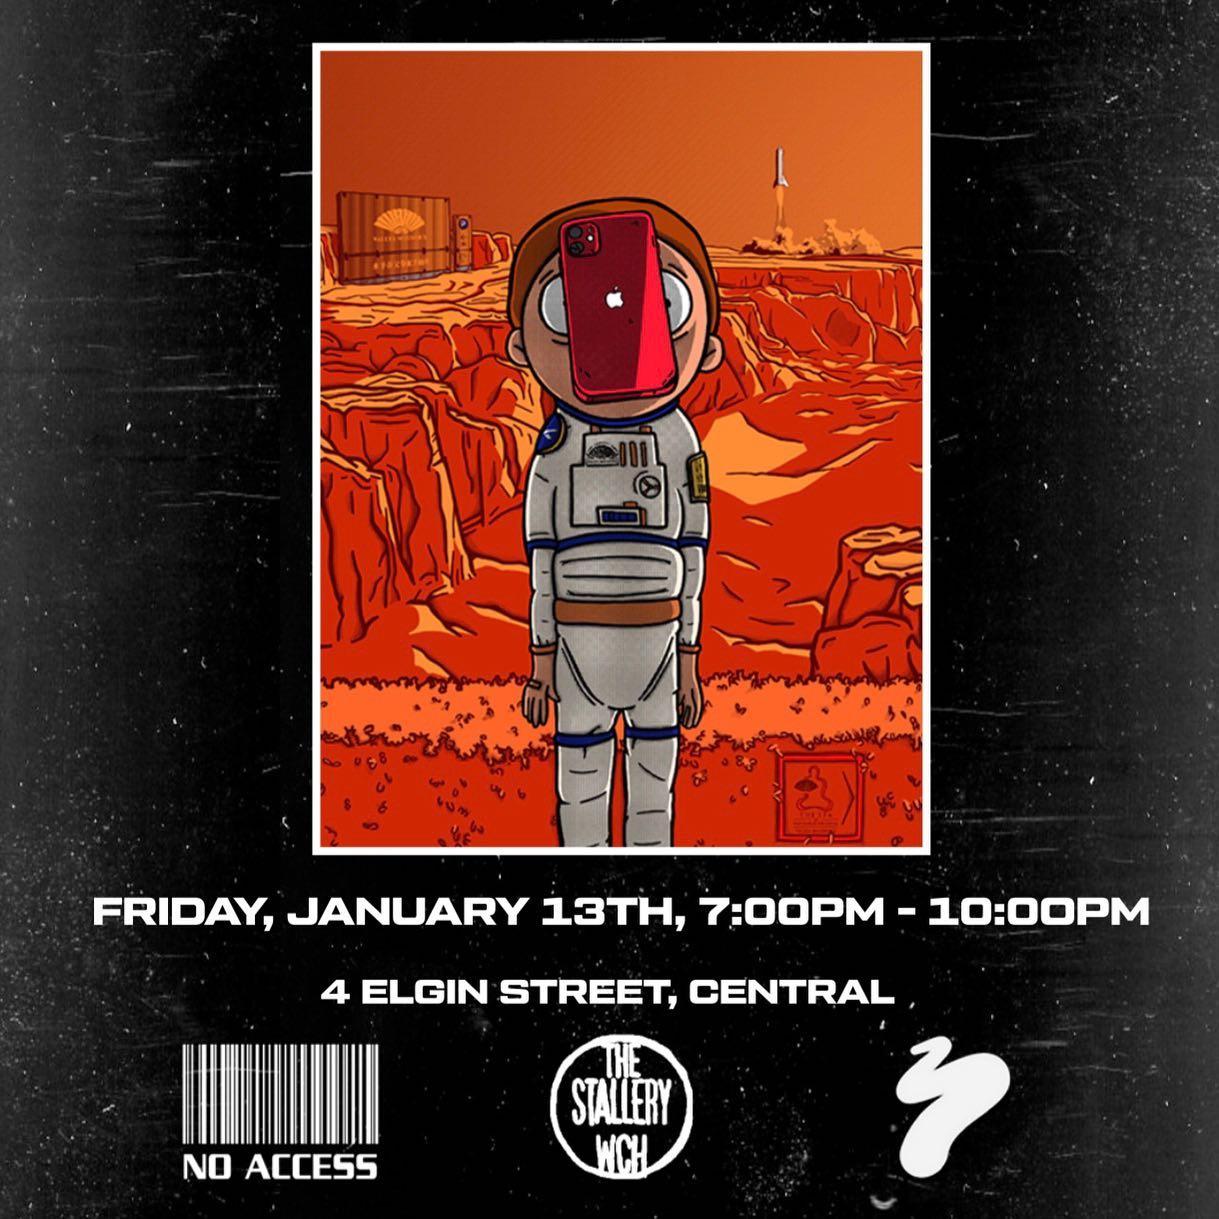 FRIDAY, JANUARY 13TH, 7:00PM - 10:00PM
4 ELGIN STREET, CENTRAL
NO ACCESS
THE
STALLERY
WCH